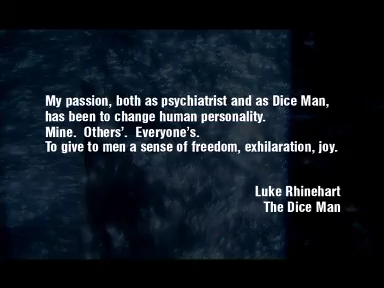 My passion, both as psychiatrist and as Dice Man,
has been to change human personality.
Mine. Others'. Everyone's.
To give to men a sense of freedom, exhilaration, joy.
Luke Rhinehart
The Dice Man